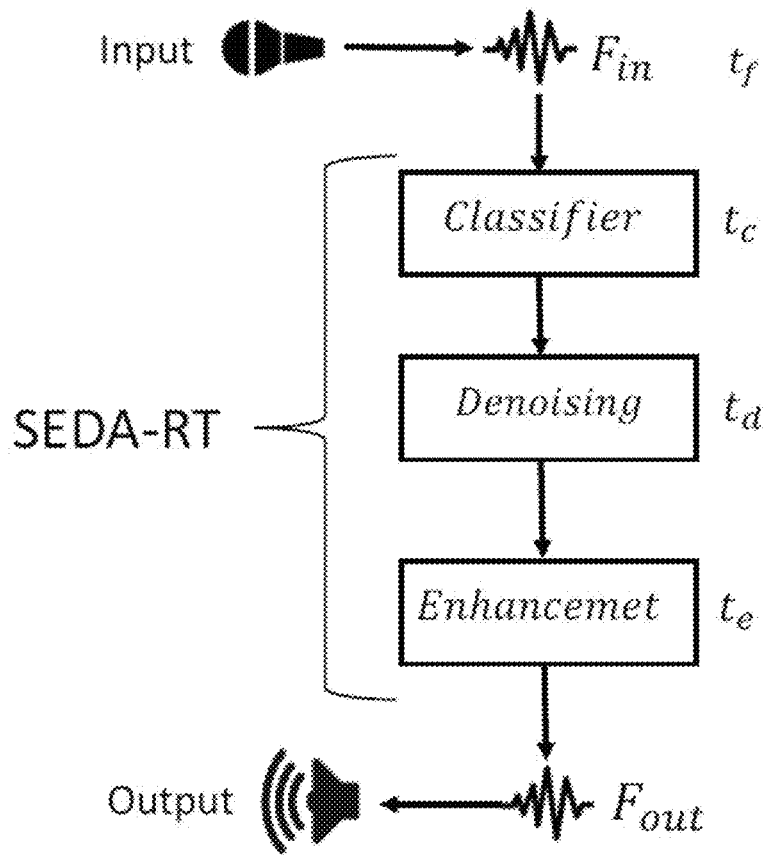 Input F_in t_f
Classifier t_c
Denoising t_d
SEDA-RT
Enhancemet t_e
Output F_out